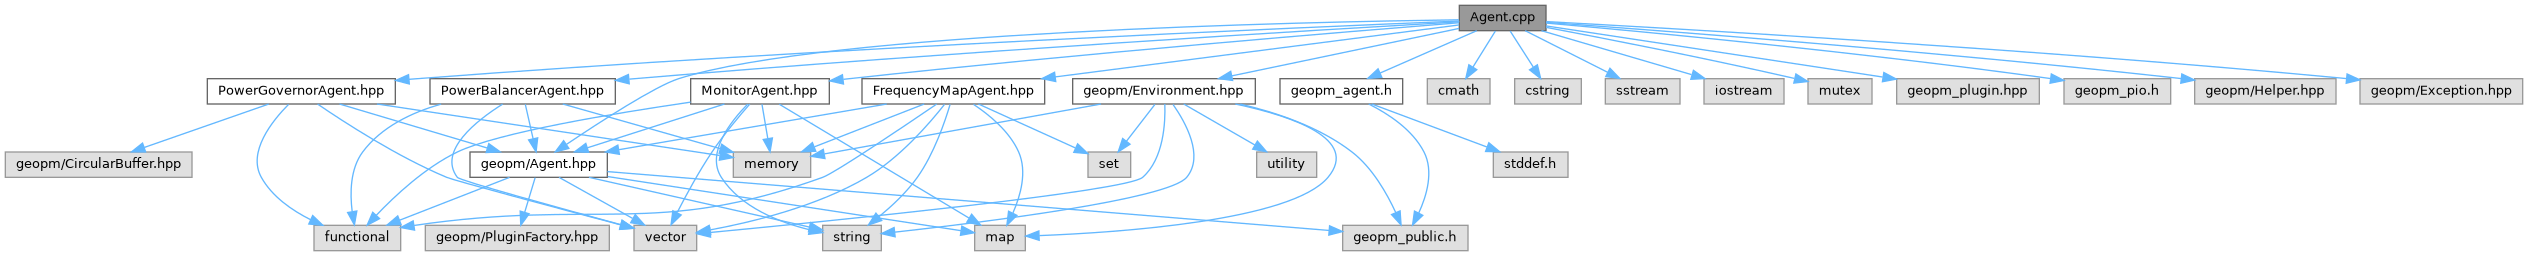 Agent.cpp
PowerGovernorAgent.hpp
PowerBalancerAgent.hpp
MonitorAgent.hpp
FrequencyMapAgent.hpp
geopm/Environment.hpp
geopm_agent.h
cmath
cstring
sstream
iostream
mutex
geopm_plugin.hpp
geopm_pio.h
geopm/Helper.hpp
geopm/Exception.hpp
geopm/CircularBuffer.hpp
geopm/Agent.hpp
memory
set
utility
stddef.h
functional
geopm/PluginFactory.hpp
vector
string
map
geopm_public.h